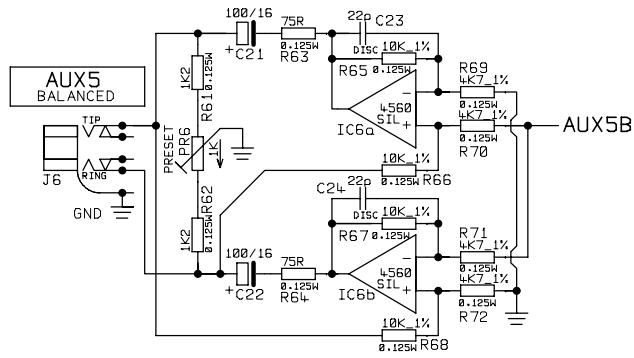 100/16
+C21
75R
0.125W
R63
22p C23
DISC
10K_1%
R65 0.125W
R69
4K7_1%
0.125W
4K7_1%
0.125W
R70
-
4560
SIL
+
IC6a
AUX5B
AUX5
BALANCED
1K2
0.125W
R61
TIP
RING
J6
GND
PRESET
PR6
1K
10K_1%
0.125W R66
R62
1K2
0.125W
C24 22p
DISC
10K_1%
R67 0.125W
100/16
+C22
75R
0.125W
R64
-
4560
SIL
+
IC6b
R71
4K7_1%
0.125W
4K7_1%
0.125W
R72
10K_1%
0.125W R68